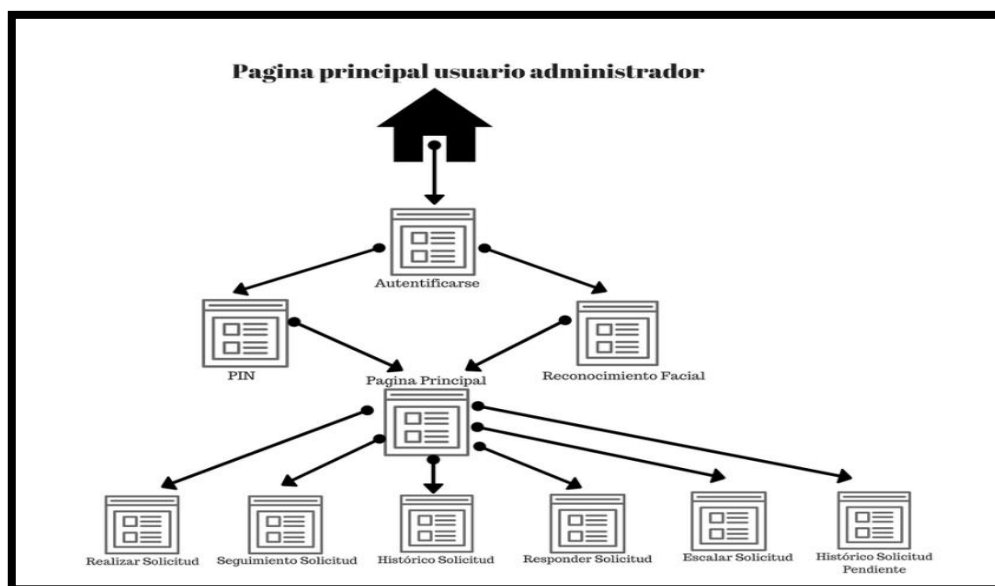 Pagina principal usuario administrador
Autentificarse
PIN
Reconocimiento Facial
Pagina Principal
Realizar Solicitud
Seguimiento Solicitud
Histórico Solicitud
Responder Solicitud
Escalar Solicitud
Histórico Solicitud
Pendiente